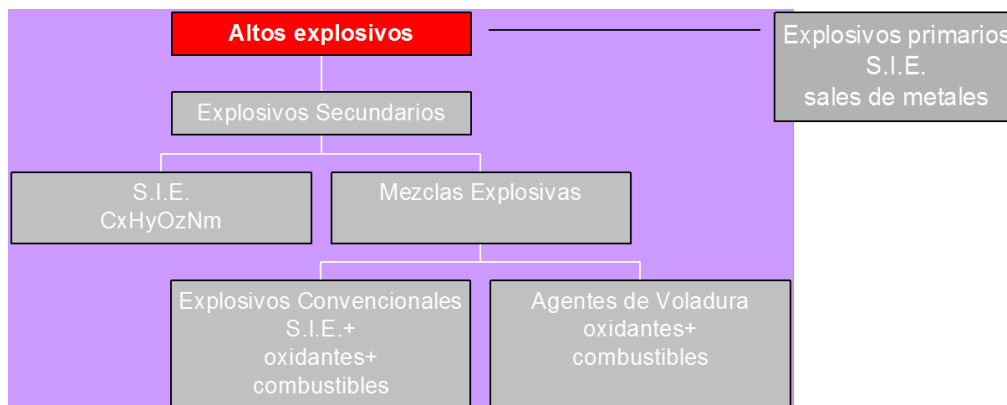 Altos explosivos
Explosivos primarios
S.I.E.
sales de metales
Explosivos Secundarios
S.I.E.
CxHyOzNm
Mezclas Explosivas
Explosivos Convencionales
S.I.E.+
oxidantes+
combustibles
Agentes de Voladura
oxidantes+
combustibles